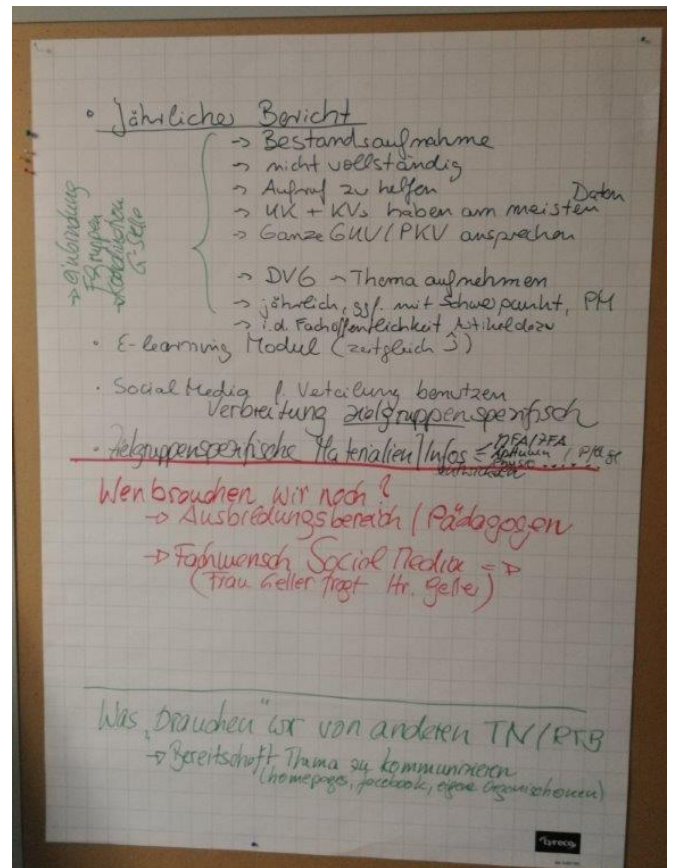 • Jährlicher Bericht
-> Bestandsaufnahme
-> nicht vollständig
-> Aufruf zu helfen
-> UK + KVs haben am meisten Daten
-> Ganze GUV/PKV ansprechen
-> DVG -> Thema aufnehmen
-> jährlich, ggf. mit Schwerpunkt, PM
-> i.d. Fachöffentlichkeit Artikel dazu
-> Einbindung
• E-learning Modul (zeitgleich)
• Social Media f. Verteilung benutzen
Verbreitung zielgruppenspezifisch
• Zielgruppenspezifische Materialien/Infos
entwickeln
Wen brauchen wir noch?
-> Ausbildungsbereich / Pädagogen
-> Fachmensch Social Media =>
(Frau Geller fragt Hr. Geller)
Was "brauchen" wir von anderen TN/RTB
-> Bereitschaft Thema zu kommunizieren
(homepages, facebook, eigene Organisationen)